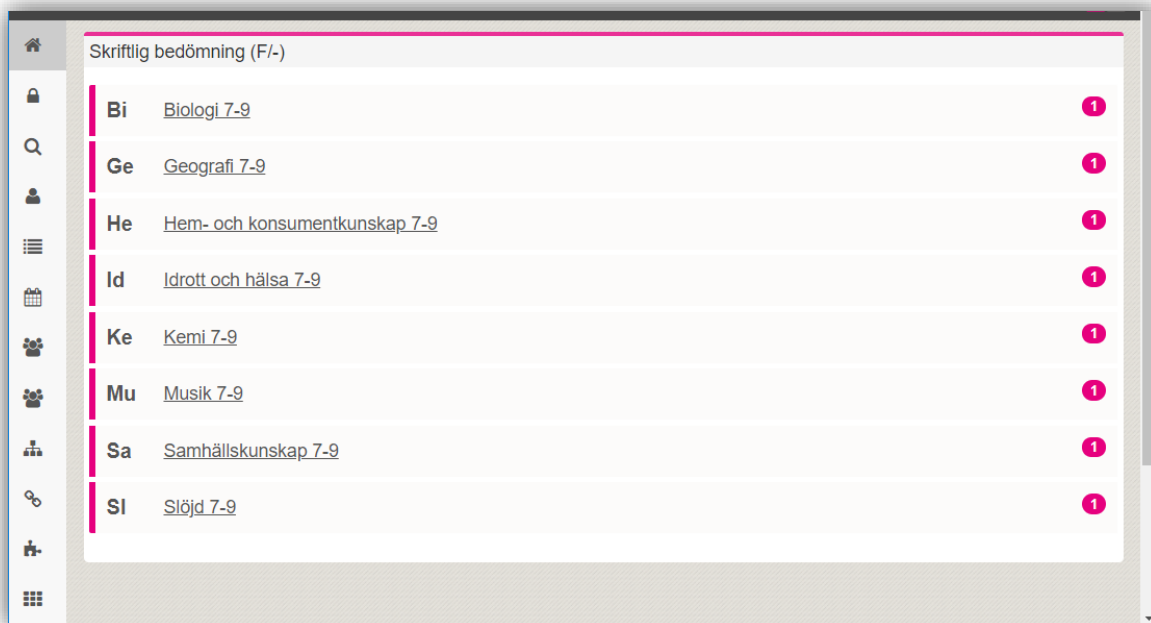 Skriftlig bedömning (F/-)
Bi Biologi 7-9 1
Ge Geografi 7-9 1
He Hem- och konsumentkunskap 7-9 1
Id Idrott och hälsa 7-9 1
Ke Kemi 7-9 1
Mu Musik 7-9 1
Sa Samhällskunskap 7-9 1
Sl Slöjd 7-9 1